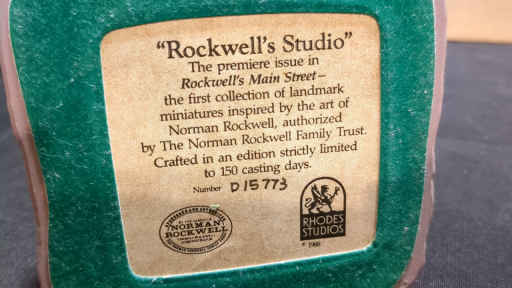 "Rockwell's Studio"
The premiere issue in
Rockwell's Main Street—
the first collection of landmark
miniatures inspired by the art of
Norman Rockwell, authorized
by The Norman Rockwell Family Trust.
Crafted in an edition strictly limited
to 150 casting days.
Number D15773
NORMAN
ROCKWELL
RHODES
STUDIOS